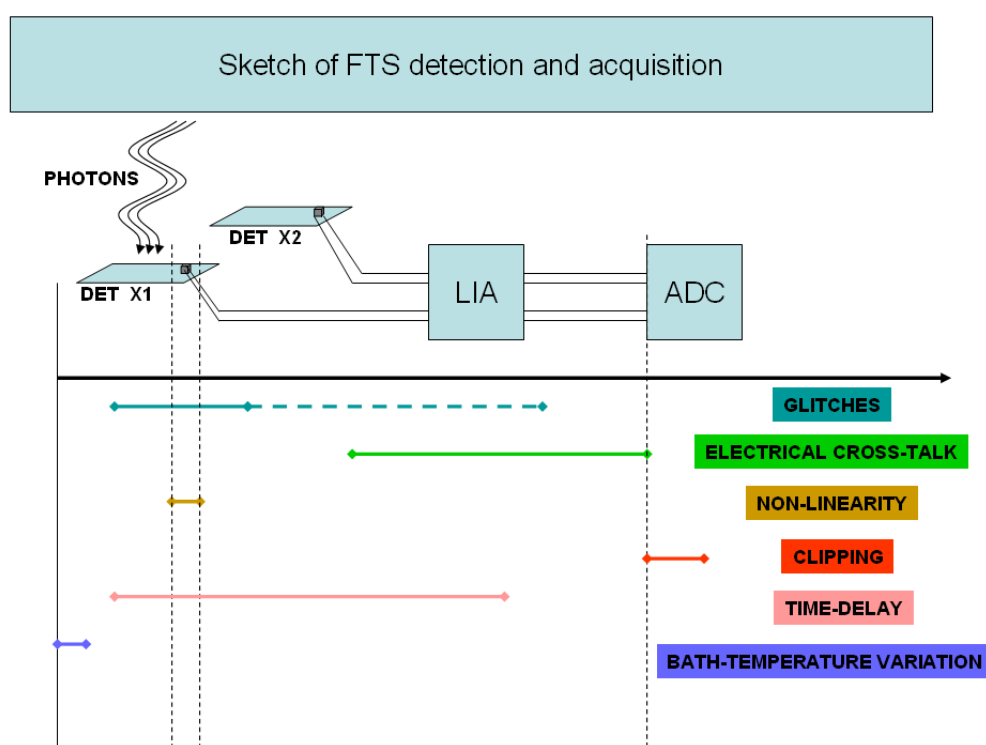 Sketch of FTS detection and acquisition
PHOTONS
DET X2
DET X1
LIA
ADC
GLITCHES
ELECTRICAL CROSS-TALK
NON-LINEARITY
CLIPPING
TIME-DELAY
BATH-TEMPERATURE VARIATION